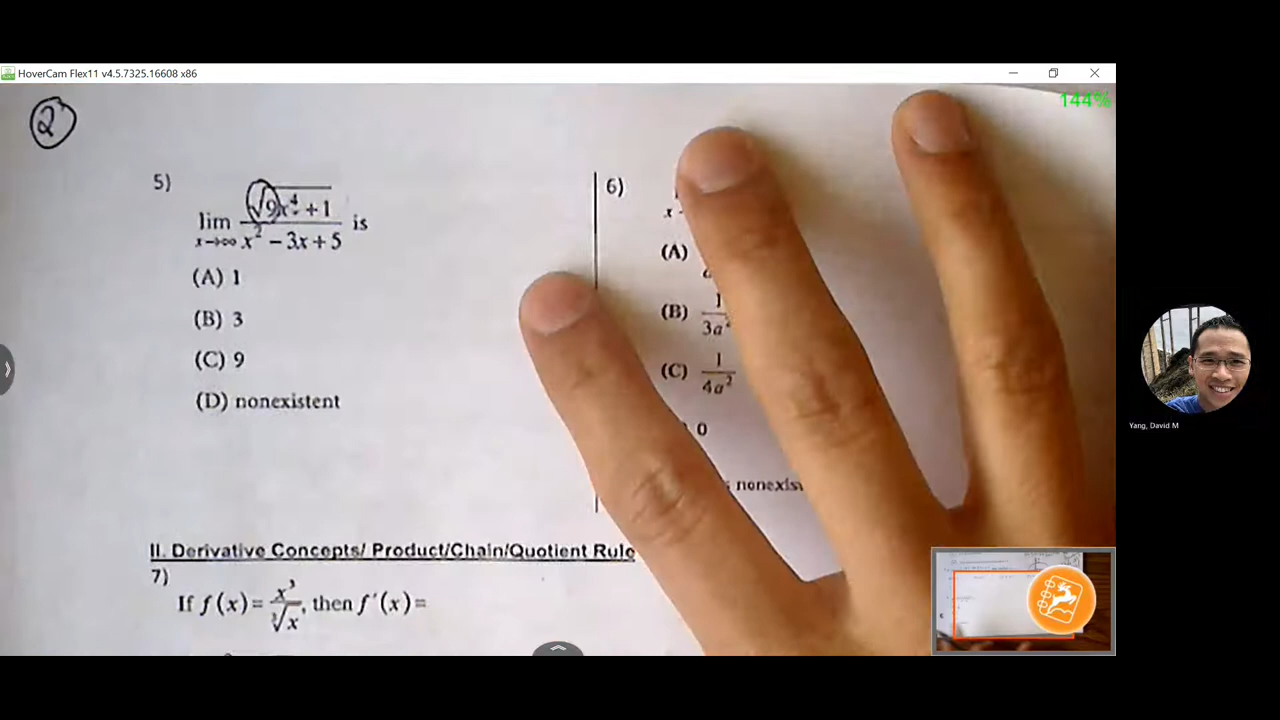 HoverCam Flex11 v4.5.7325.16608 x86
144%
2
5)
lim √9x⁴ + 1 / x² − 3x + 5 is
x→∞
(A) 1
(B) 3
(C) 9
(D) nonexistent
6)
x
(A)
(B) 1 / 3a²
(C) 1 / 4a²
0
nonexis
II. Derivative Concepts/ Product/Chain/Quotient Rule
7)
If f(x) = x³ / ∛x, then f'(x) =
Yang, David M